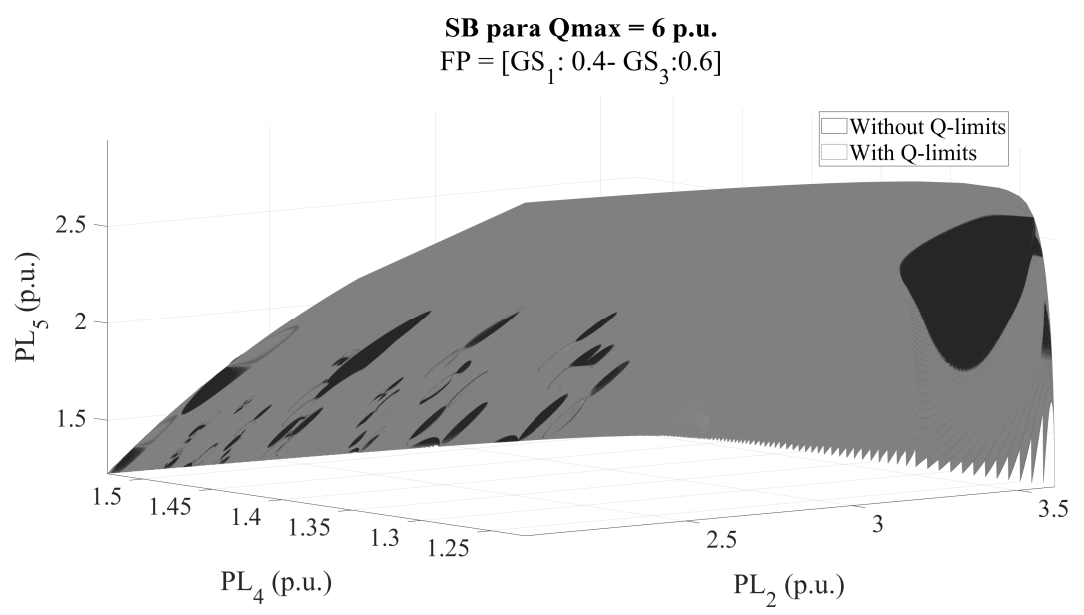 SB para Qmax = 6 p.u.
FP = [GS1: 0.4- GS3:0.6]
Without Q-limits
With Q-limits
2.5
2
1.5
PL5 (p.u.)
1.5
1.45
1.4
1.35
1.3
1.25
PL4 (p.u.)
2.5
3
3.5
PL2 (p.u.)